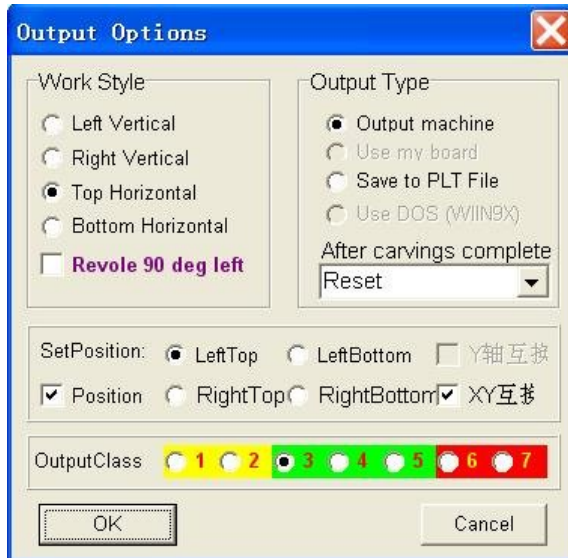 Output Options
Work Style
Left Vertical
Right Vertical
Top Horizontal
Bottom Horizontal
Revole 90 deg left
Output Type
Output machine
Use my board
Save to PLT File
Use DOS (WIIN9X)
After carvings complete
Reset
SetPosition: LeftTop LeftBottom Y轴互换
Position RightTop RightBottom XY互换
OutputClass 1 2 3 4 5 6 7
OK Cancel